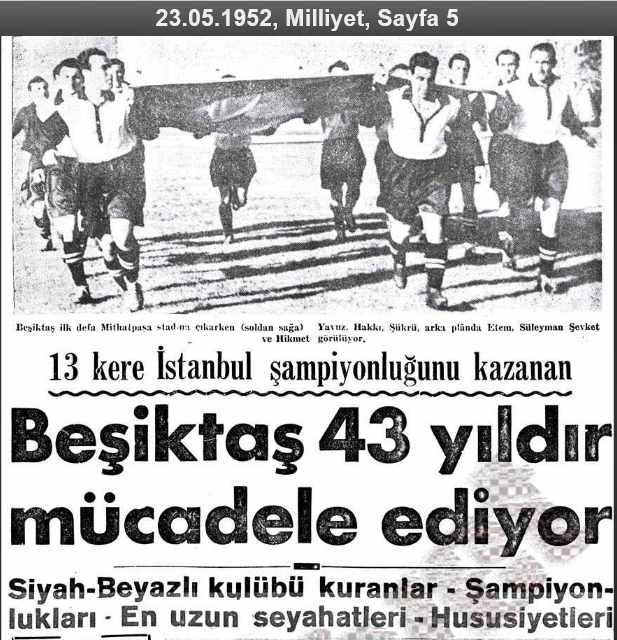 23.05.1952, Milliyet, Sayfa 5
Beşiktaş ilk defa Mithatpaşa stadına çıkarken (soldan sağa) Yavuz, Hakkı, Şükrü, arka plânda Etem, Süleyman Şevket
ve Hikmet görülüyor.
13 kere İstanbul şampiyonluğunu kazanan
Beşiktaş 43 yıldır
mücadele ediyor
Siyah-Beyazlı kulübü kuranlar - Şampiyon-
lukları - En uzun seyahatleri - Hususiyetleri